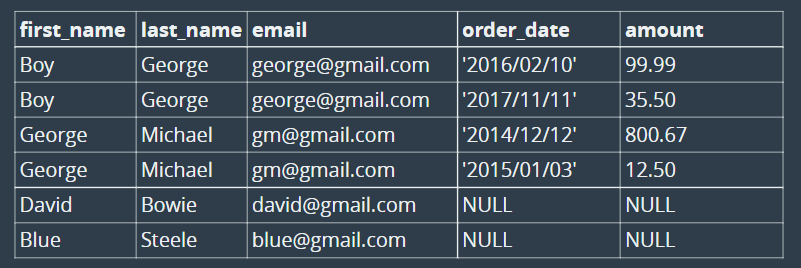 first_name last_name email order_date amount
Boy George george@gmail.com '2016/02/10' 99.99
Boy George george@gmail.com '2017/11/11' 35.50
George Michael gm@gmail.com '2014/12/12' 800.67
George Michael gm@gmail.com '2015/01/03' 12.50
David Bowie david@gmail.com NULL NULL
Blue Steele blue@gmail.com NULL NULL